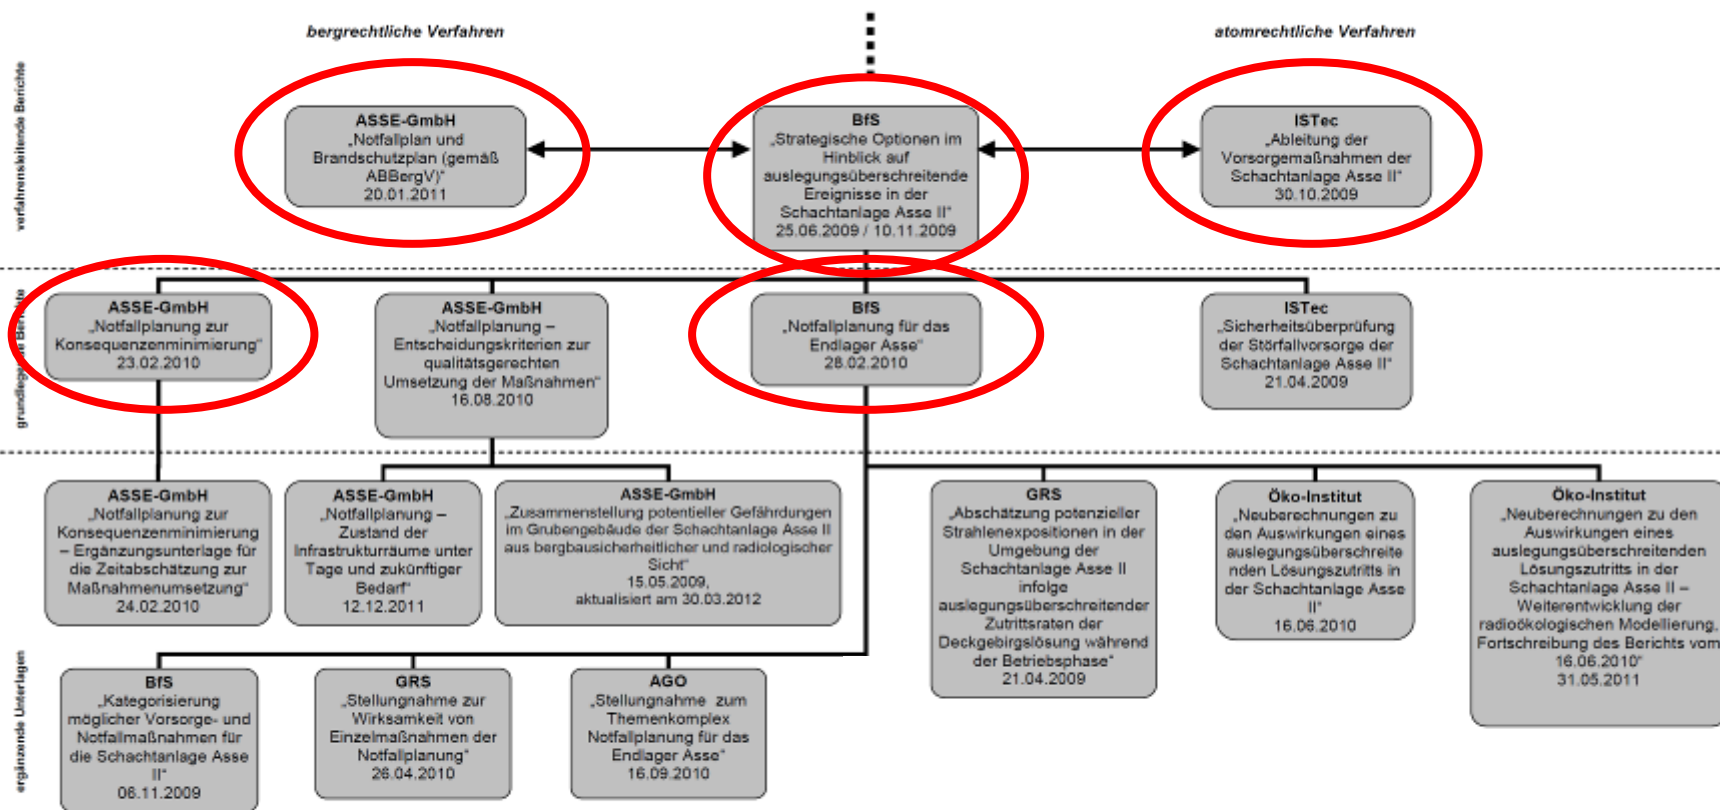 bergrechtliche Verfahren
atomrechtliche Verfahren
verfahrensleitende Berichte
ASSE-GmbH
„Notfallplan und
Brandschutzplan (gemäß
ABBergV)“
20.01.2011
BfS
„Strategische Optionen im
Hinblick auf
auslegungsüberschreitende
Ereignisse in der
Schachtanlage Asse II“
25.06.2009 / 10.11.2009
ISTec
„Ableitung der
Vorsorgemaßnahmen der
Schachtanlage Asse II“
30.10.2009
grundlegende Berichte
ASSE-GmbH
„Notfallplanung zur
Konsequenzenminimierung“
23.02.2010
ASSE-GmbH
„Notfallplanung –
Entscheidungskriterien zur
qualitätsgerechten
Umsetzung der Maßnahmen“
16.08.2010
BfS
„Notfallplanung für das
Endlager Asse“
28.02.2010
ISTec
„Sicherheitsüberprüfung
der Störfallvorsorge der
Schachtanlage Asse II“
21.04.2009
ergänzende Unterlagen
ASSE-GmbH
„Notfallplanung zur
Konsequenzenminimierung
– Ergänzungsunterlage für
die Zeitabschätzung zur
Maßnahmenumsetzung“
24.02.2010
ASSE-GmbH
„Notfallplanung –
Zustand der
Infrastrukturräume unter
Tage und zukünftiger
Bedarf“
12.12.2011
ASSE-GmbH
„Zusammenstellung potentieller Gefährdungen
im Grubengebäude der Schachtanlage Asse II
aus bergbausicherheitlicher und radiologischer
Sicht“
15.05.2009,
aktualisiert am 30.03.2012
GRS
„Abschätzung potenzieller
Strahlenexpositionen in der
Umgebung der
Schachtanlage Asse II
infolge
auslegungsüberschreitender
Zutrittsraten der
Deckgebirgslösung während
der Betriebsphase“
21.04.2009
Öko-Institut
„Neuberechnungen zu
den Auswirkungen eines
auslegungsüberschreite
nden Lösungszutritts in
der Schachtanlage Asse
II“
16.06.2010
Öko-Institut
„Neuberechnungen zu den
Auswirkungen eines
auslegungsüberschreitenden
Lösungszutritts in der
Schachtanlage Asse II –
Weiterentwicklung der
radioökologischen Modellierung.
Fortschreibung des Berichts vom
16.06.2010“
31.05.2011
BfS
„Kategorisierung
möglicher Vorsorge- und
Notfallmaßnahmen für
die Schachtanlage Asse
II“
06.11.2009
GRS
„Stellungnahme zur
Wirksamkeit von
Einzelmaßnahmen der
Notfallplanung“
26.04.2010
AGO
„Stellungnahme zum
Themenkomplex
Notfallplanung für das
Endlager Asse“
16.09.2010